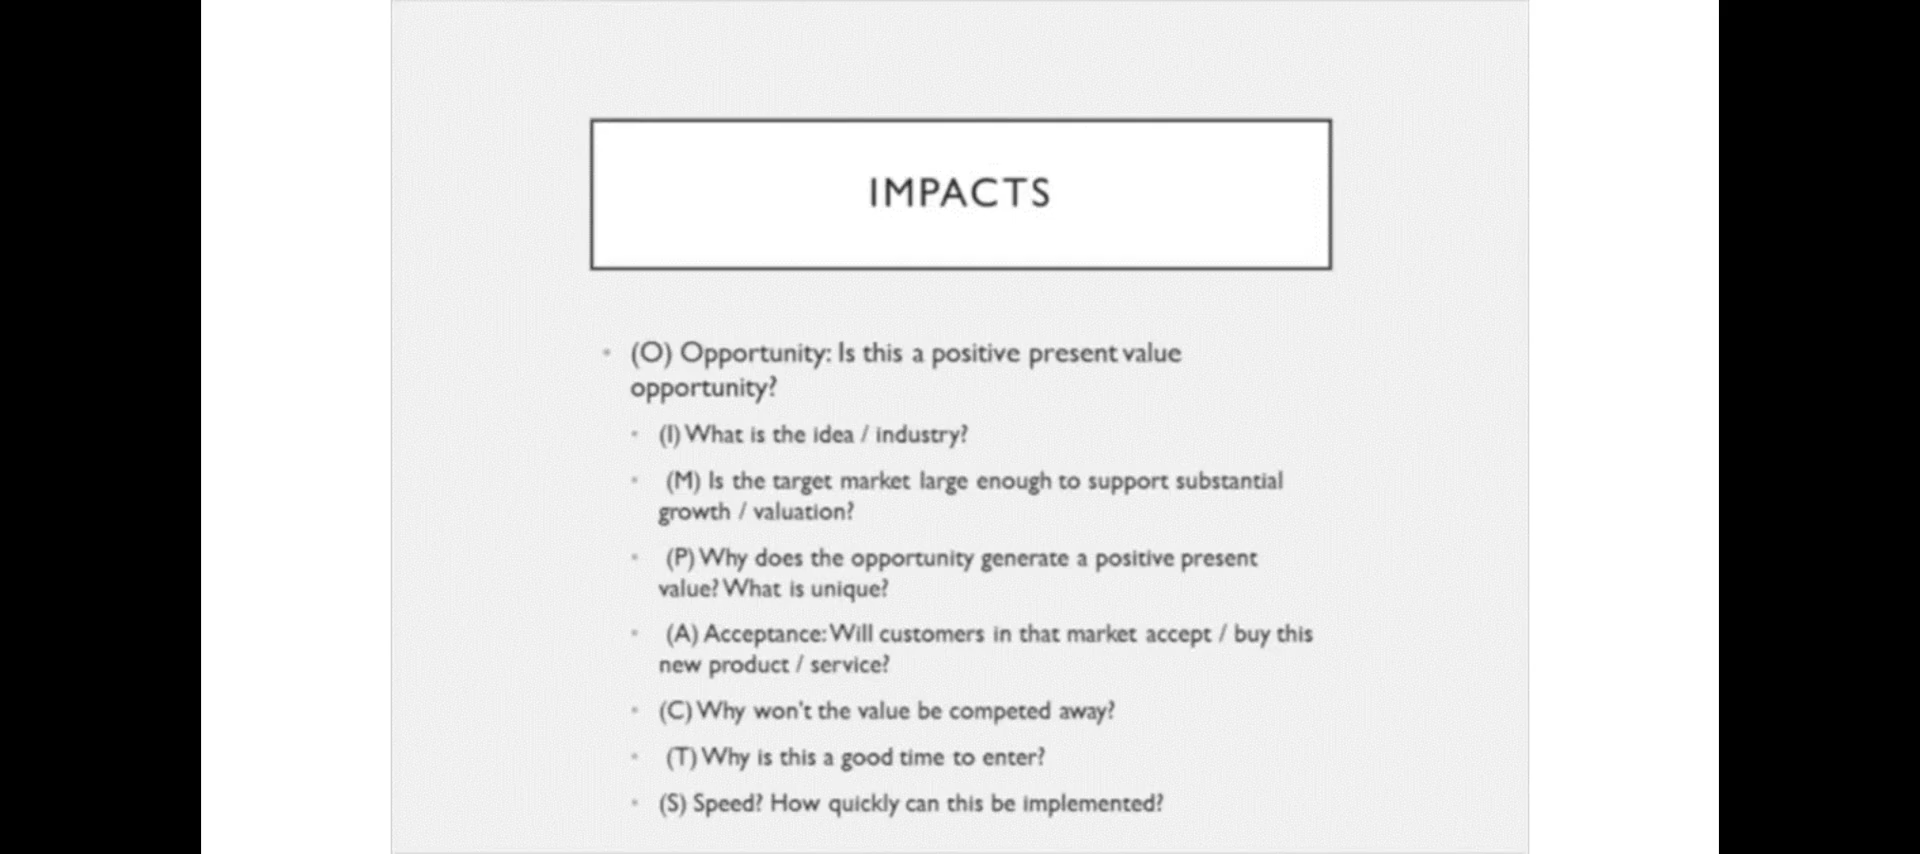 IMPACTS
• (O) Opportunity: Is this a positive present value
opportunity?
• (I) What is the idea / industry?
• (M) Is the target market large enough to support substantial
growth / valuation?
• (P) Why does the opportunity generate a positive present
value? What is unique?
• (A) Acceptance: Will customers in that market accept / buy this
new product / service?
• (C) Why won't the value be competed away?
• (T) Why is this a good time to enter?
• (S) Speed? How quickly can this be implemented?